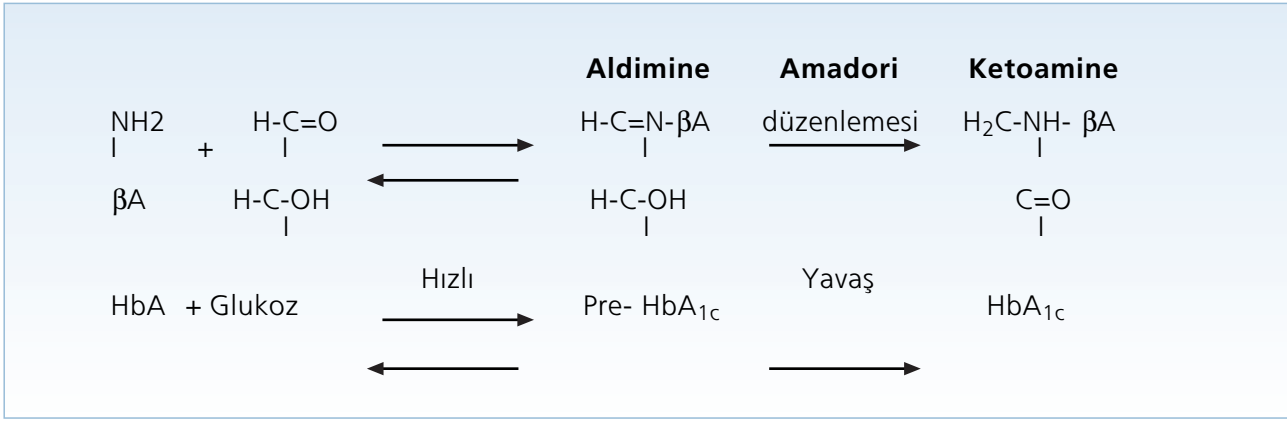 Aldimine Amadori Ketoamine
NH2 H-C=O H-C=N-βA düzenlemesi H₂C-NH- βA
+
βA H-C-OH H-C-OH C=O
Hızlı Yavaş
HbA + Glukoz Pre- HbA₁c HbA₁c